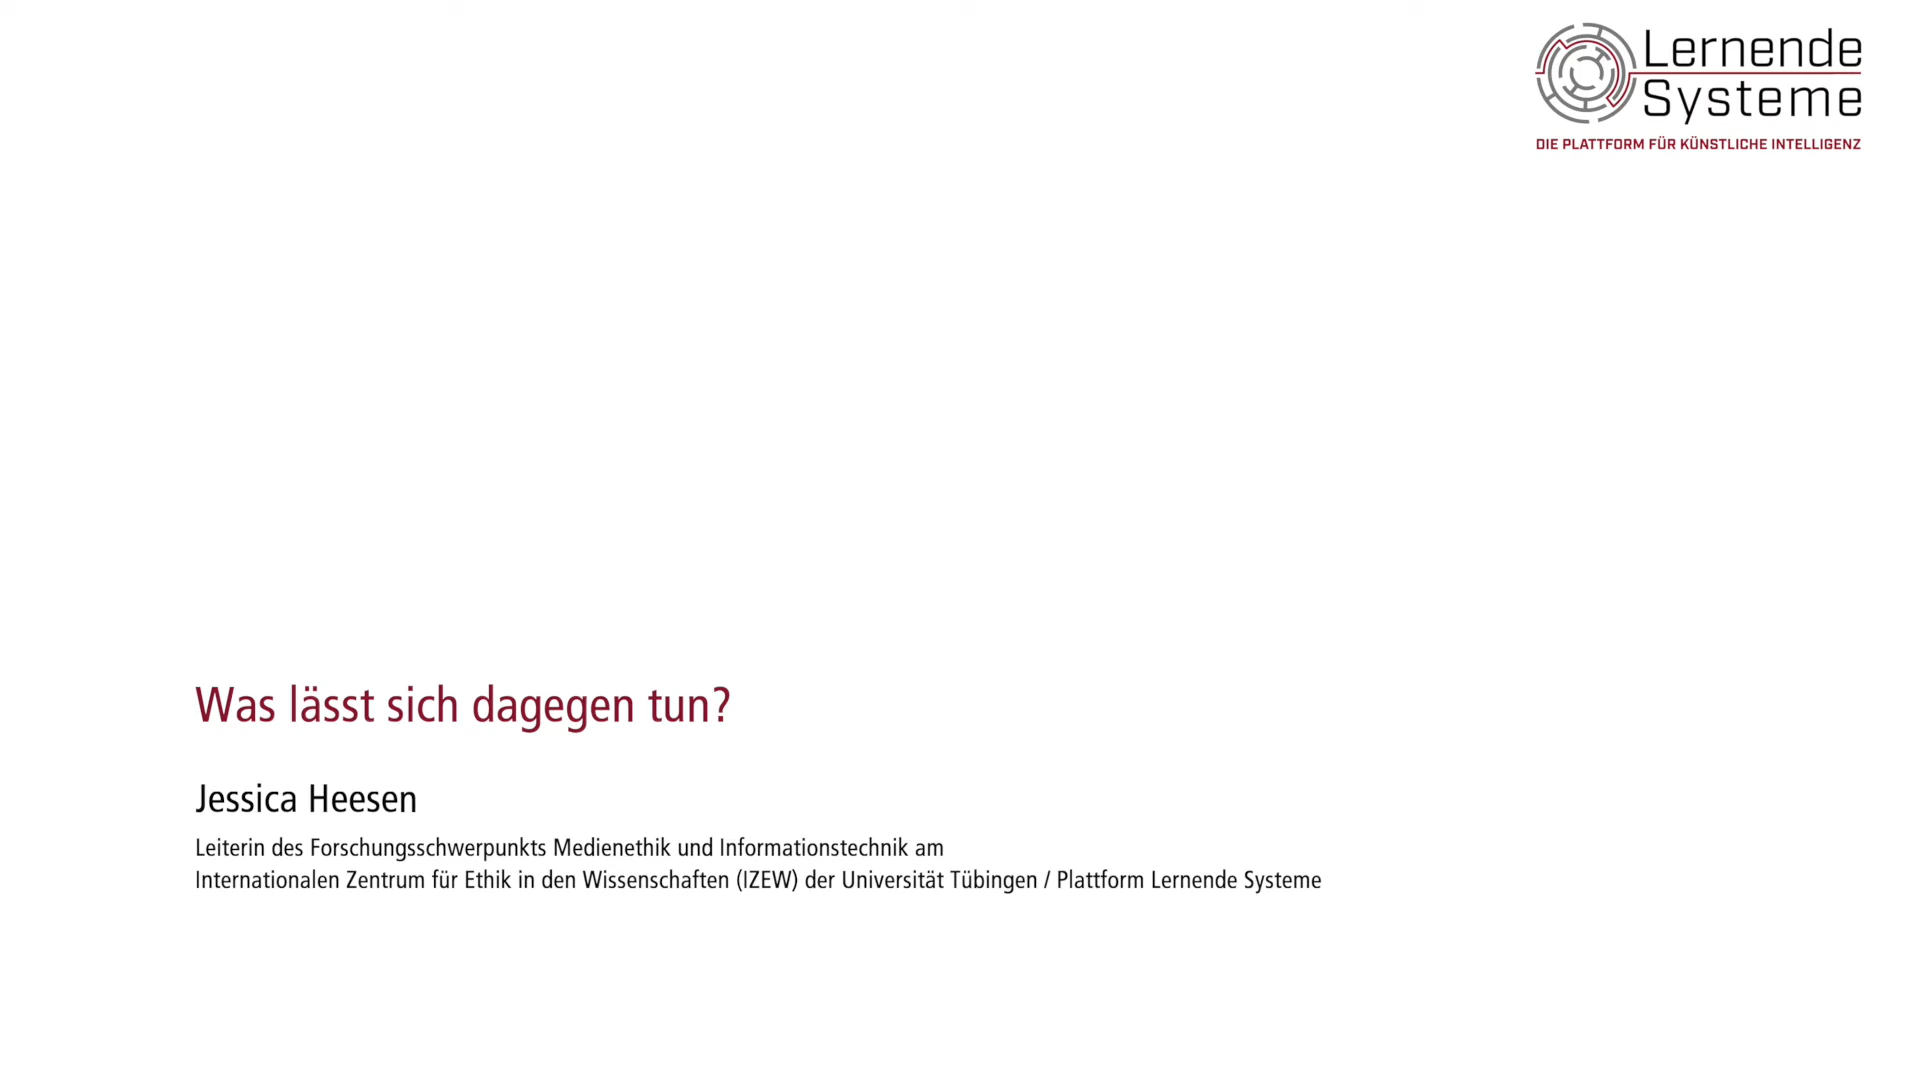 Lernende
Systeme
DIE PLATTFORM FÜR KÜNSTLICHE INTELLIGENZ
Was lässt sich dagegen tun?
Jessica Heesen
Leiterin des Forschungsschwerpunkts Medienethik und Informationstechnik am
Internationalen Zentrum für Ethik in den Wissenschaften (IZEW) der Universität Tübingen / Plattform Lernende Systeme